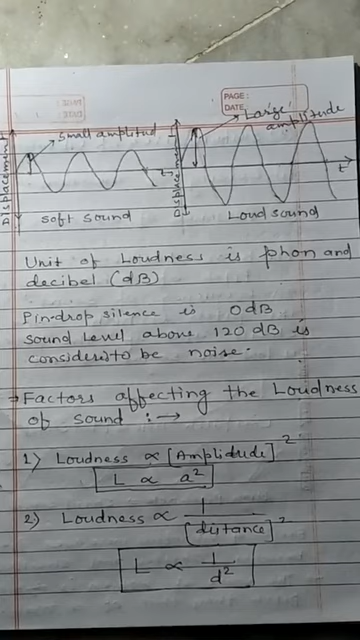 PAGE:
DATE
Small amplitud
Large amplitude
Displacement
t
Displacement
t
Soft sound
Loud sound
Unit of Loudness is phon and
decibel (dB)
Pin-drop silence is 0dB
sound level above 120 dB is
considered to be noise.
→ Factors affecting the Loudness
of sound :→
1) Loudness ∝ [Amplidude]²
L ∝ a²
2) Loudness ∝ 1/[distance]²
L ∝ 1/d²